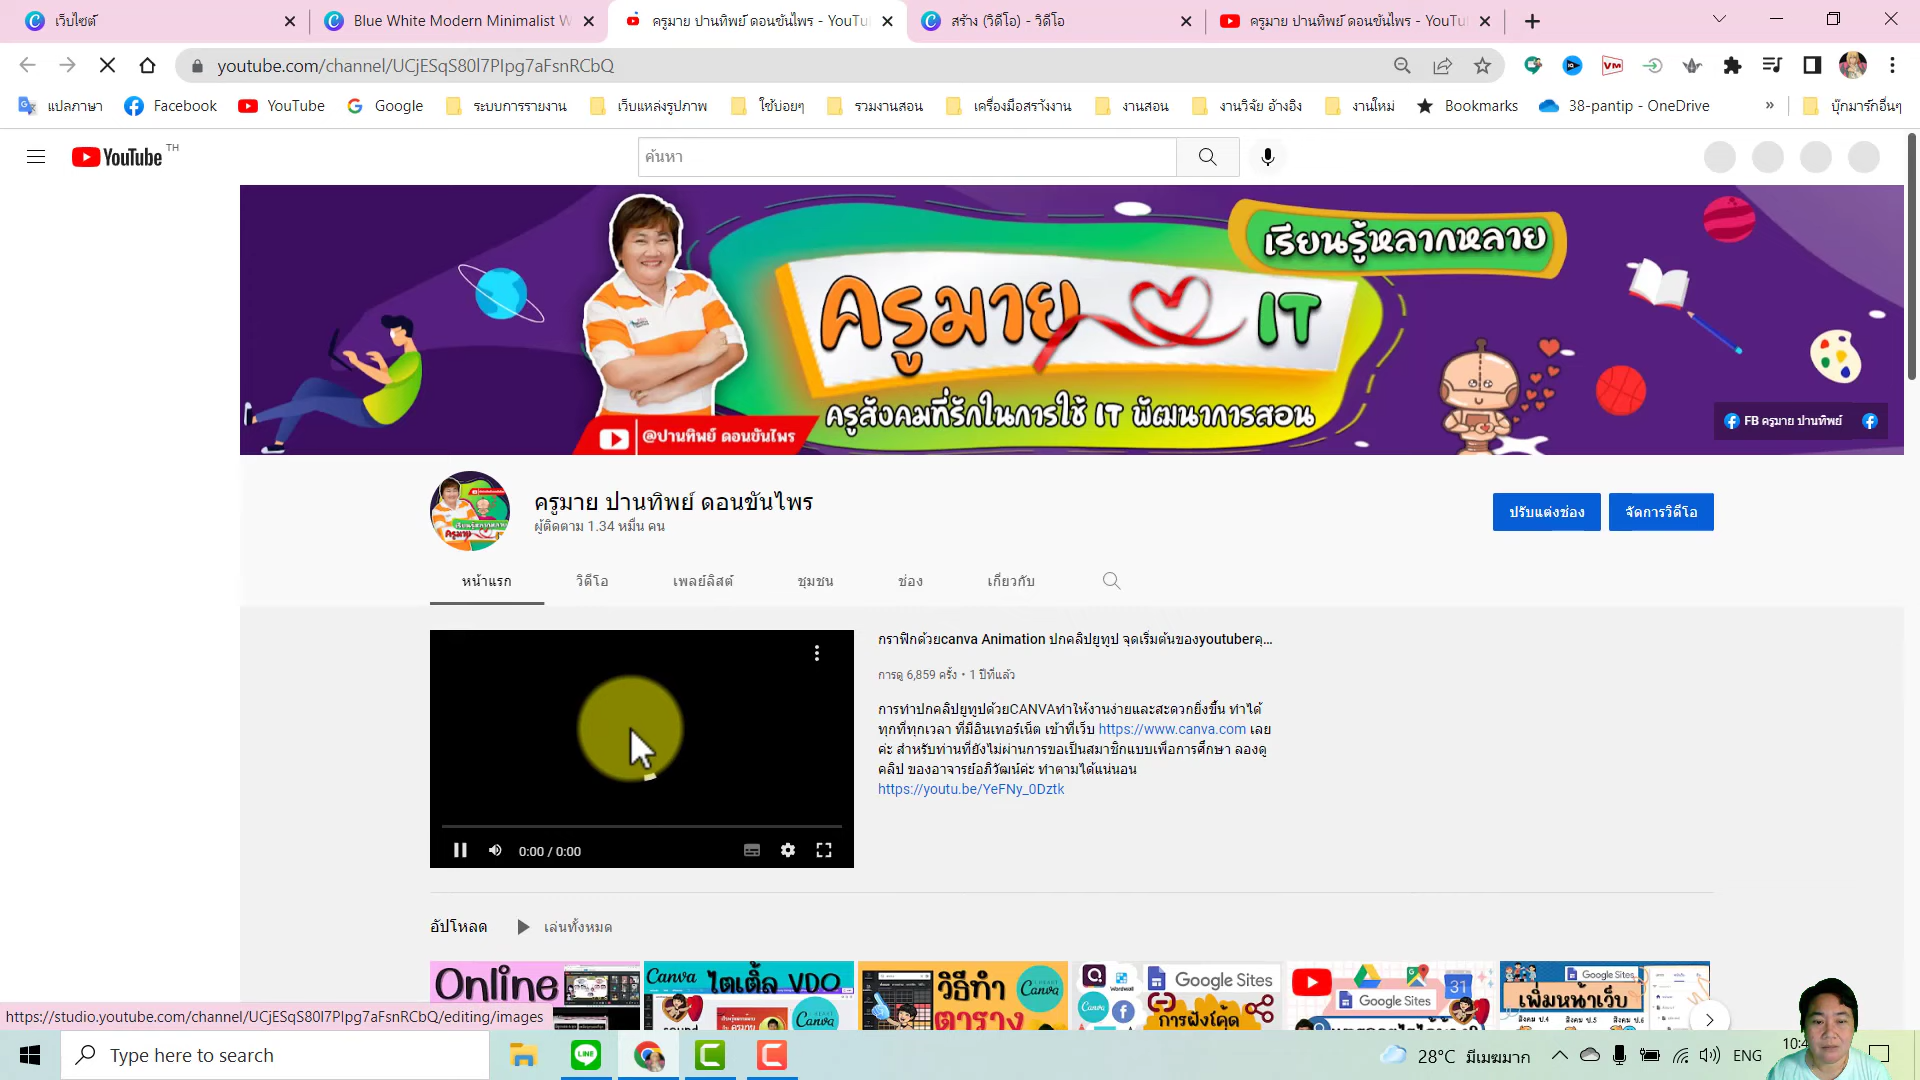 เว็บไซต์
Blue White Modern Minimalist W
ครูมาย ปานทิพย์ ดอนขันไพร - YouTu
สร้าง (วิดีโอ) - วิดีโอ
ครูมาย ปานทิพย์ ดอนขันไพร - YouTu
youtube.com/channel/UCjESqS80l7PIpg7aFsnRCbQ
แปลภาษา
Facebook
YouTube
Google
ระบบการรายงาน
เว็บแหล่งรูปภาพ
ใช้บ่อยๆ
รวมงานสอน
เครื่องมือสร้างงาน
งานสอน
งานวิจัย อ้างอิง
งานใหม่
Bookmarks
38-pantip - OneDrive
»
บุ๊กมาร์กอื่นๆ
YouTube TH
ค้นหา
เรียนรู้หลากหลาย
ครูมาย IT
ครูสังคมที่รักในการใช้ IT พัฒนาการสอน
@ปานทิพย์ ดอนขันไพร
FB ครูมาย ปานทิพย์
ครูมาย ปานทิพย์ ดอนขันไพร
ผู้ติดตาม 1.34 หมื่น คน
ปรับแต่งช่อง
จัดการวิดีโอ
หน้าแรก
วิดีโอ
เพลย์ลิสต์
ชุมชน
ช่อง
เกี่ยวกับ
กราฟิกด้วยcanva Animation ปกคลิปยูทูป จุดเริ่มต้นของyoutuberคุ...
การดู 6,859 ครั้ง • 1 ปีที่แล้ว
การทำปกคลิปยูทูปด้วยCANVAทำให้งานง่ายและสะดวกยิ่งขึ้น ทำได้
ทุกที่ทุกเวลา ที่มีอินเทอร์เน็ต เข้าที่เว็บ https://www.canva.com เลย
ค่ะ สำหรับท่านที่ยังไม่ผ่านการขอเป็นสมาชิกแบบเพื่อการศึกษา ลองดู
คลิป ของอาจารย์อภิวัฒน์ค่ะ ทำตามได้แน่นอน
https://youtu.be/YeFNy_0Dztk
0:00 / 0:00
อัปโหลด
เล่นทั้งหมด
Online
Canva ไตเติ้ล VDO
Canva
วิธีทำ
ตาราง
Canva
Google Sites
Canva
การฝังโค้ด
31
Google Sites
Google Sites
เพิ่มหน้าเว็บ
สังคม ป.4 สังคม ป.5 สังคม ป.6
https://studio.youtube.com/channel/UCjESqS80l7PIpg7aFsnRCbQ/editing/images
Type here to search
28°C มีเมฆมาก
ENG
10:4